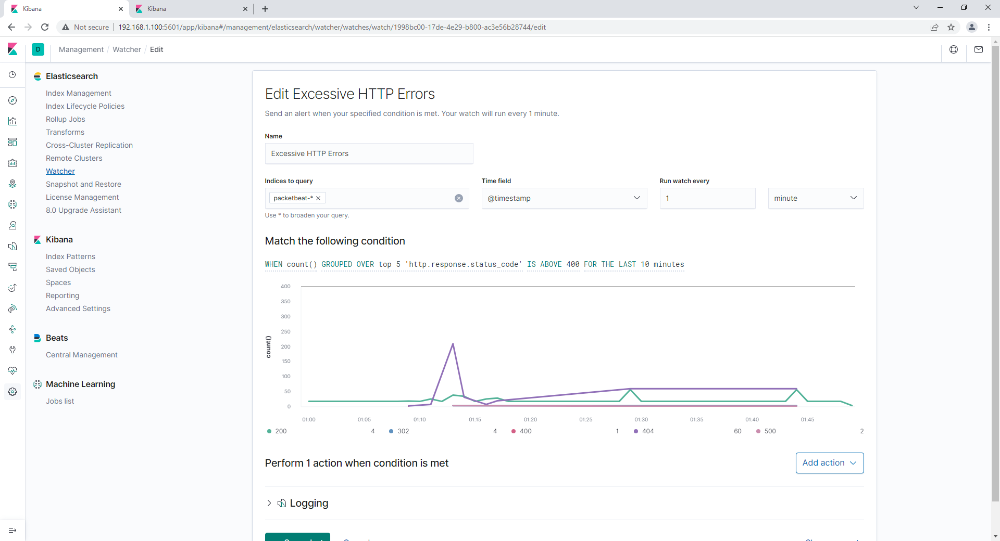 Kibana
Kibana
Not secure
192.168.1.100:5601/app/kibana#/management/elasticsearch/watcher/watches/watch/1998bc00-17de-4e29-b800-ac3e56b28744/edit
D
Management / Watcher / Edit
Elasticsearch
Index Management
Index Lifecycle Policies
Rollup Jobs
Transforms
Cross-Cluster Replication
Remote Clusters
Watcher
Snapshot and Restore
License Management
8.0 Upgrade Assistant
Kibana
Index Patterns
Saved Objects
Spaces
Reporting
Advanced Settings
Beats
Central Management
Machine Learning
Jobs list
Edit Excessive HTTP Errors
Send an alert when your specified condition is met. Your watch will run every 1 minute.
Name
Excessive HTTP Errors
Indices to query
packetbeat-*
Use * to broaden your query.
Time field
@timestamp
Run watch every
1
minute
Match the following condition
WHEN count() GROUPED OVER top 5 'http.response.status_code' IS ABOVE 400 FOR THE LAST 10 minutes
count()
400
350
300
250
200
150
100
50
0
01:00 01:05 01:10 01:15 01:20 01:25 01:30 01:35 01:40 01:45
200 4 302 4 400 1 404 60 500 2
Perform 1 action when condition is met
Add action
Logging